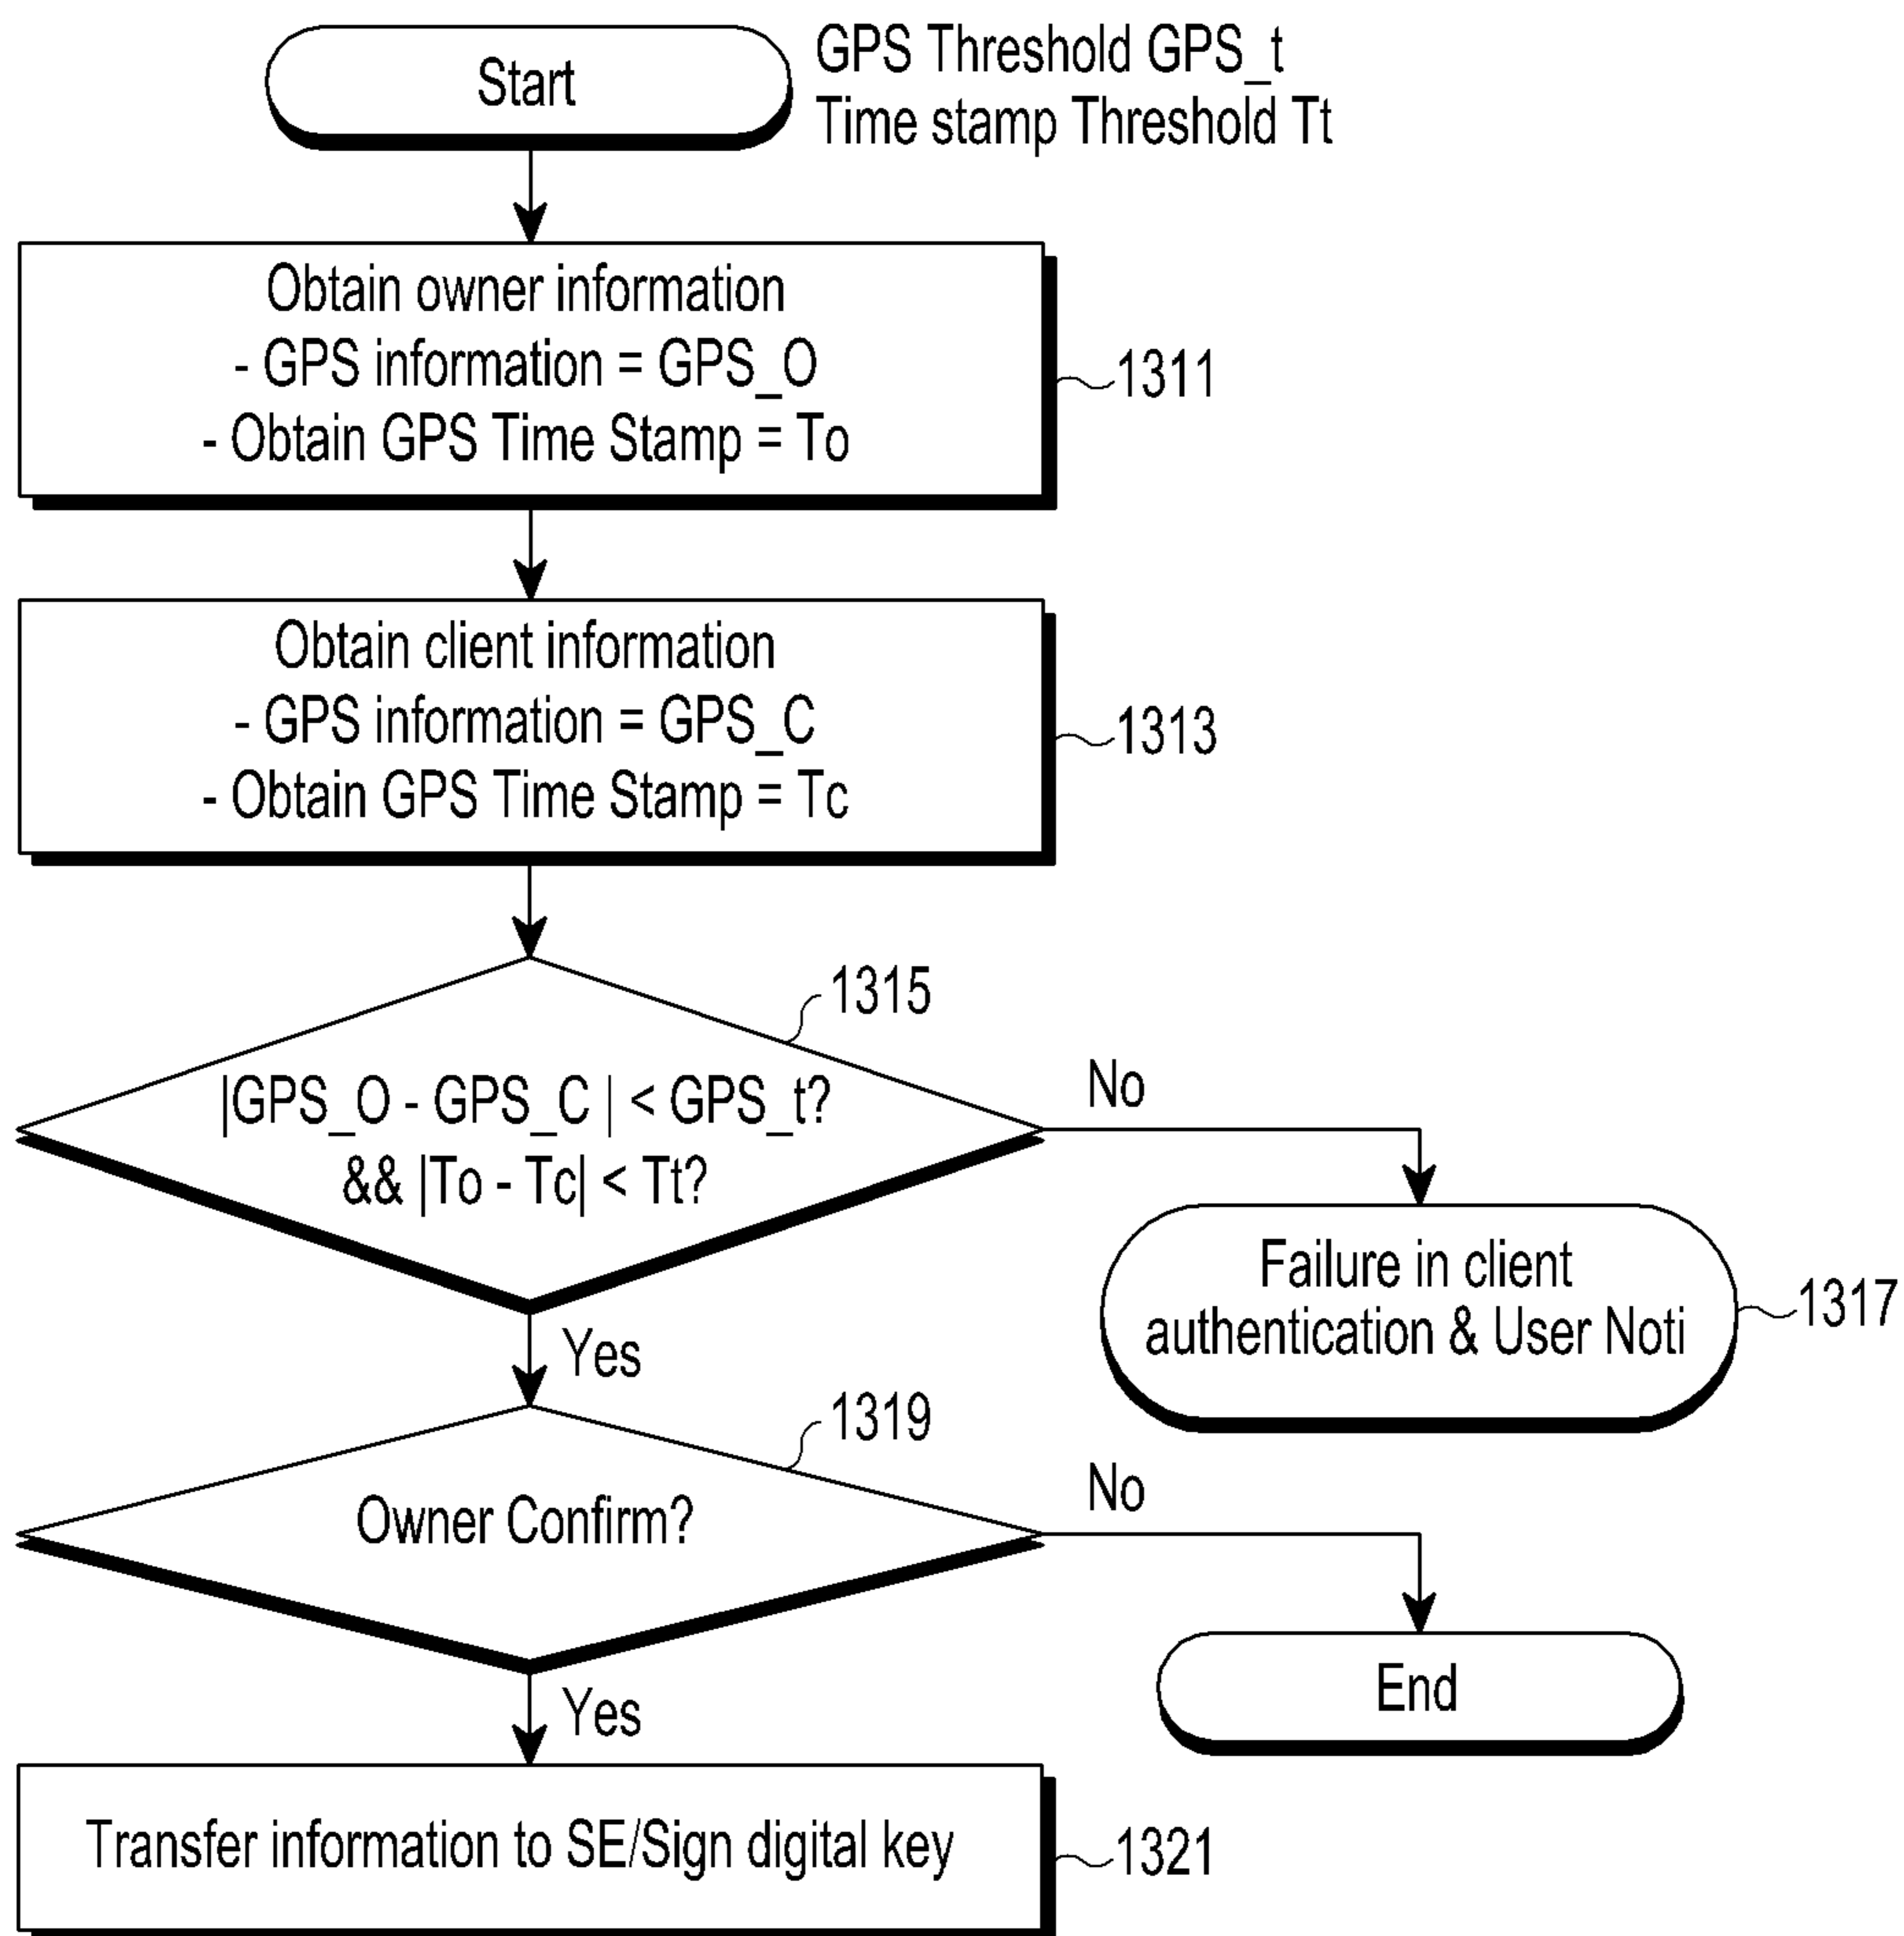 Start
GPS Threshold GPS_t
Time stamp Threshold Tt
Obtain owner information
- GPS information = GPS_O
- Obtain GPS Time Stamp = To
1311
Obtain client information
- GPS information = GPS_C
- Obtain GPS Time Stamp = Tc
1313
1315
|GPS_O - GPS_C | < GPS_t?
&& |To - Tc| < Tt?
No
Failure in client
authentication & User Noti
1317
Yes
1319
Owner Confirm?
No
End
Yes
Transfer information to SE/Sign digital key
1321